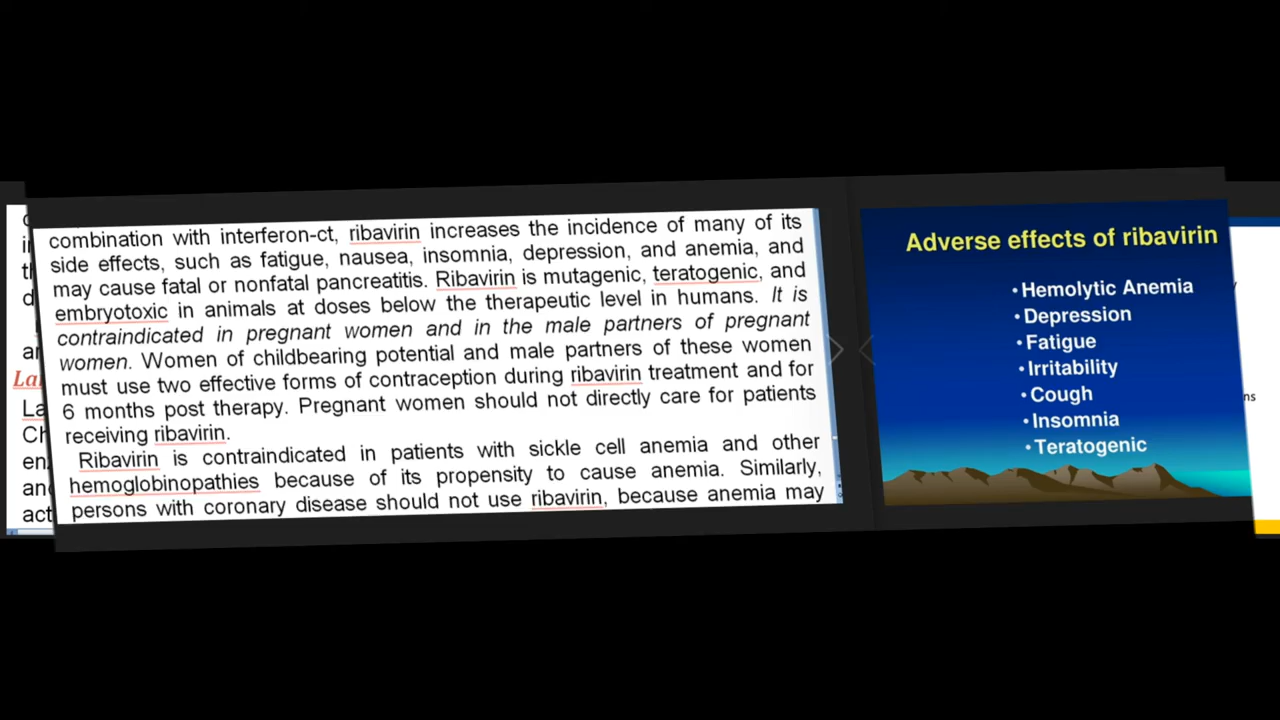 combination with interferon-ct, ribavirin increases the incidence of many of its
side effects, such as fatigue, nausea, insomnia, depression, and anemia, and
may cause fatal or nonfatal pancreatitis. Ribavirin is mutagenic, teratogenic, and
embryotoxic in animals at doses below the therapeutic level in humans. It is
contraindicated in pregnant women and in the male partners of pregnant
women. Women of childbearing potential and male partners of these women
must use two effective forms of contraception during ribavirin treatment and for
6 months post therapy. Pregnant women should not directly care for patients
receiving ribavirin.
Ribavirin is contraindicated in patients with sickle cell anemia and other
hemoglobinopathies because of its propensity to cause anemia. Similarly,
persons with coronary disease should not use ribavirin, because anemia may
Adverse effects of ribavirin
• Hemolytic Anemia
• Depression
• Fatigue
• Irritability
• Cough
• Insomnia
• Teratogenic